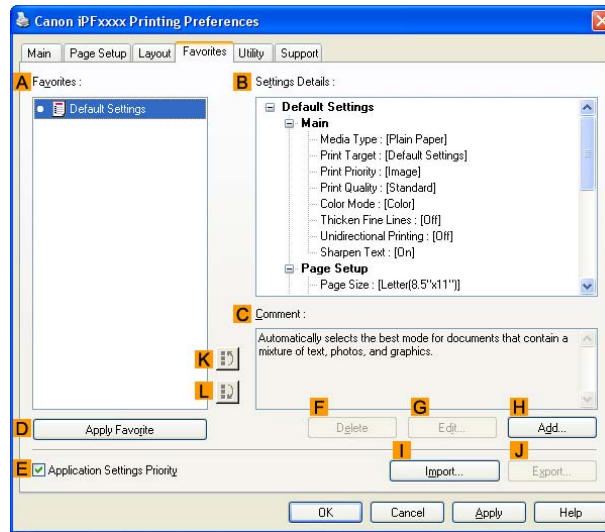 Canon iPFxxxx Printing Preferences
Main Page Setup Layout Favorites Utility Support
A Favorites :
Default Settings
B Settings Details :
Default Settings
Main
Media Type : [Plain Paper]
Print Target : [Default Settings]
Print Priority : [Image]
Print Quality : [Standard]
Color Mode : [Color]
Thicken Fine Lines : [Off]
Unidirectional Printing : [Off]
Sharpen Text : [On]
Page Setup
Page Size : [Letter(8.5"x11")]
C Comment :
Automatically selects the best mode for documents that contain a
mixture of text, photos, and graphics.
K
L
D Apply Favorite
F Delete
G Edit...
H Add...
E Application Settings Priority
I Import...
J Export...
OK Cancel Apply Help